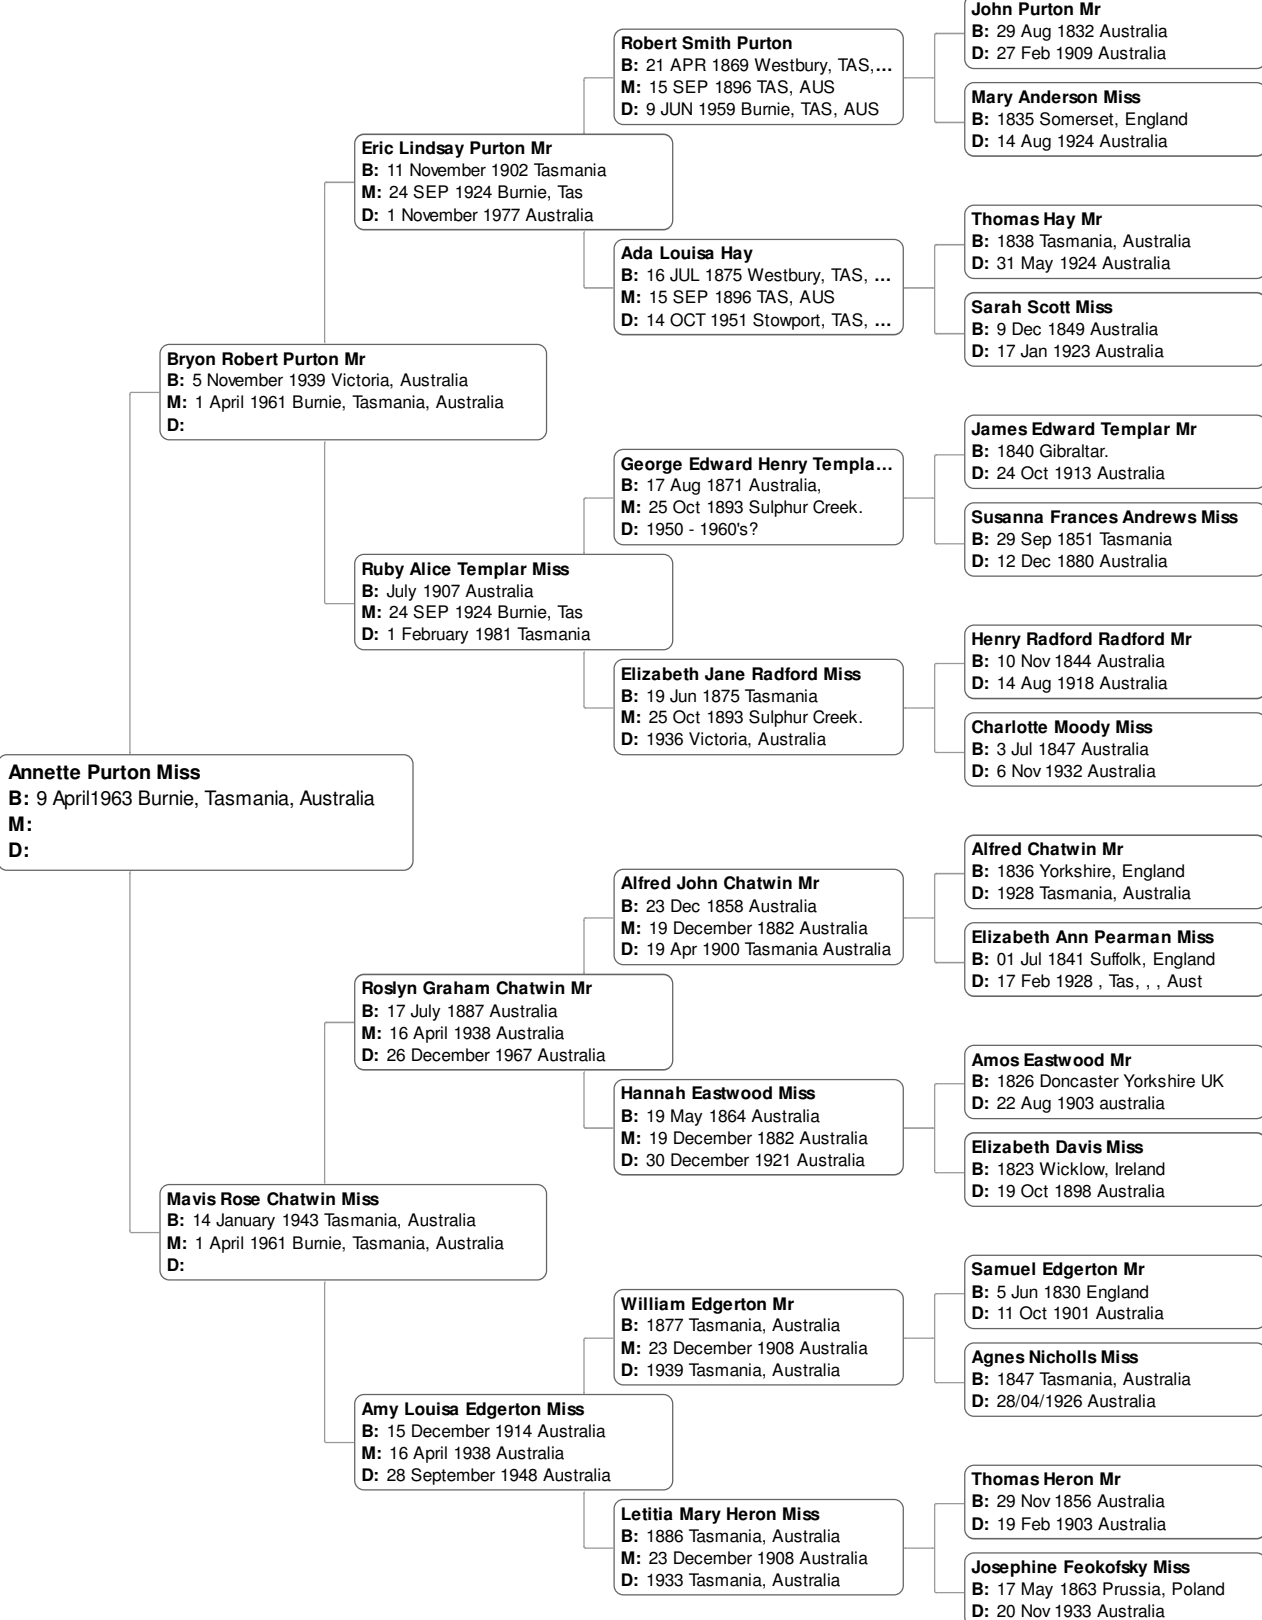 John Purton Mr
B: 29 Aug 1832 Australia
D: 27 Feb 1909 Australia
Robert Smith Purton
B: 21 APR 1869 Westbury, TAS,...
M: 15 SEP 1896 TAS, AUS
D: 9 JUN 1959 Burnie, TAS, AUS
Mary Anderson Miss
B: 1835 Somerset, England
D: 14 Aug 1924 Australia
Eric Lindsay Purton Mr
B: 11 November 1902 Tasmania
M: 24 SEP 1924 Burnie, Tas
D: 1 November 1977 Australia
Thomas Hay Mr
B: 1838 Tasmania, Australia
D: 31 May 1924 Australia
Ada Louisa Hay
B: 16 JUL 1875 Westbury, TAS, ...
M: 15 SEP 1896 TAS, AUS
D: 14 OCT 1951 Stowport, TAS, ...
Sarah Scott Miss
B: 9 Dec 1849 Australia
D: 17 Jan 1923 Australia
Bryon Robert Purton Mr
B: 5 November 1939 Victoria, Australia
M: 1 April 1961 Burnie, Tasmania, Australia
D:
James Edward Templar Mr
B: 1840 Gibraltar.
D: 24 Oct 1913 Australia
George Edward Henry Templa...
B: 17 Aug 1871 Australia,
M: 25 Oct 1893 Sulphur Creek.
D: 1950 - 1960's?
Susanna Frances Andrews Miss
B: 29 Sep 1851 Tasmania
D: 12 Dec 1880 Australia
Ruby Alice Templar Miss
B: July 1907 Australia
M: 24 SEP 1924 Burnie, Tas
D: 1 February 1981 Tasmania
Henry Radford Radford Mr
B: 10 Nov 1844 Australia
D: 14 Aug 1918 Australia
Elizabeth Jane Radford Miss
B: 19 Jun 1875 Tasmania
M: 25 Oct 1893 Sulphur Creek.
D: 1936 Victoria, Australia
Charlotte Moody Miss
B: 3 Jul 1847 Australia
D: 6 Nov 1932 Australia
Annette Purton Miss
B: 9 April1963 Burnie, Tasmania, Australia
M:
D:
Alfred Chatwin Mr
B: 1836 Yorkshire, England
D: 1928 Tasmania, Australia
Alfred John Chatwin Mr
B: 23 Dec 1858 Australia
M: 19 December 1882 Australia
D: 19 Apr 1900 Tasmania Australia
Elizabeth Ann Pearman Miss
B: 01 Jul 1841 Suffolk, England
D: 17 Feb 1928 , Tas, , , Aust
Roslyn Graham Chatwin Mr
B: 17 July 1887 Australia
M: 16 April 1938 Australia
D: 26 December 1967 Australia
Amos Eastwood Mr
B: 1826 Doncaster Yorkshire UK
D: 22 Aug 1903 australia
Hannah Eastwood Miss
B: 19 May 1864 Australia
M: 19 December 1882 Australia
D: 30 December 1921 Australia
Elizabeth Davis Miss
B: 1823 Wicklow, Ireland
D: 19 Oct 1898 Australia
Mavis Rose Chatwin Miss
B: 14 January 1943 Tasmania, Australia
M: 1 April 1961 Burnie, Tasmania, Australia
D:
Samuel Edgerton Mr
B: 5 Jun 1830 England
D: 11 Oct 1901 Australia
William Edgerton Mr
B: 1877 Tasmania, Australia
M: 23 December 1908 Australia
D: 1939 Tasmania, Australia
Agnes Nicholls Miss
B: 1847 Tasmania, Australia
D: 28/04/1926 Australia
Amy Louisa Edgerton Miss
B: 15 December 1914 Australia
M: 16 April 1938 Australia
D: 28 September 1948 Australia
Thomas Heron Mr
B: 29 Nov 1856 Australia
D: 19 Feb 1903 Australia
Letitia Mary Heron Miss
B: 1886 Tasmania, Australia
M: 23 December 1908 Australia
D: 1933 Tasmania, Australia
Josephine Feokofsky Miss
B: 17 May 1863 Prussia, Poland
D: 20 Nov 1933 Australia